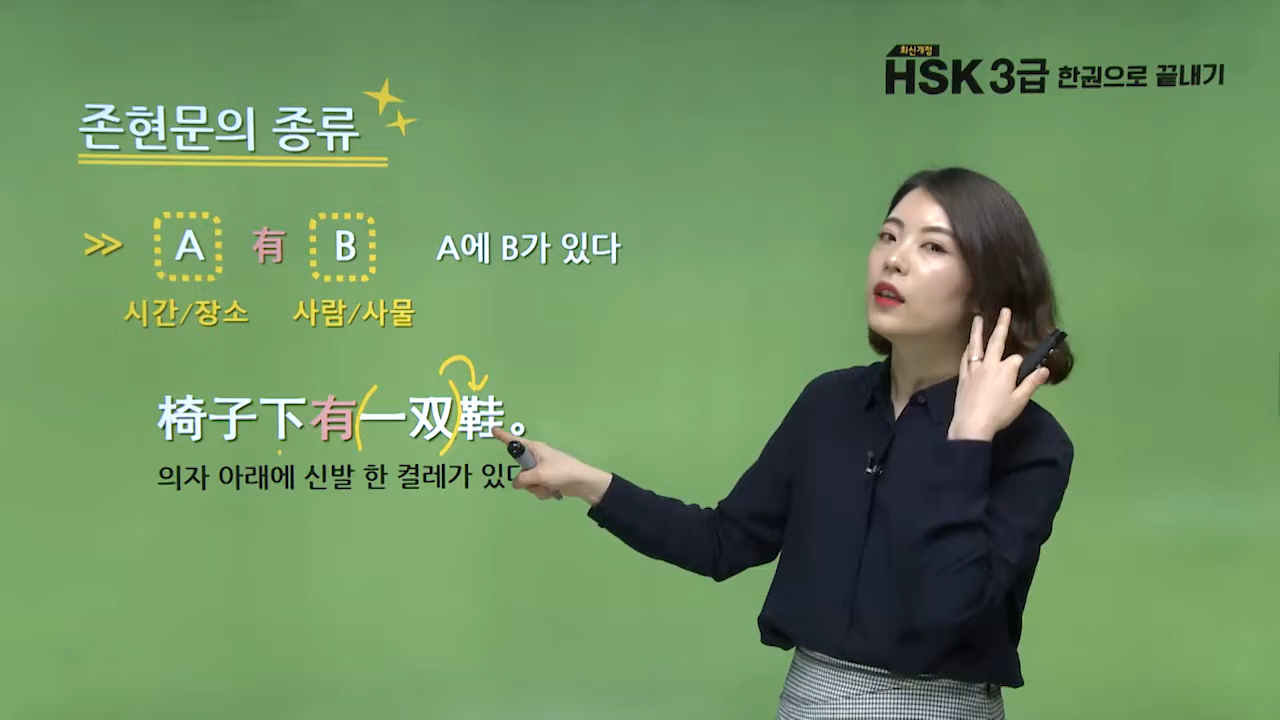 최신개정
HSK 3급 한권으로 끝내기
존현문의 종류
>> A 有 B A에 B가 있다
시간/장소 사람/사물
椅子下有(一双)鞋。
의자 아래에 신발 한 켤레가 있